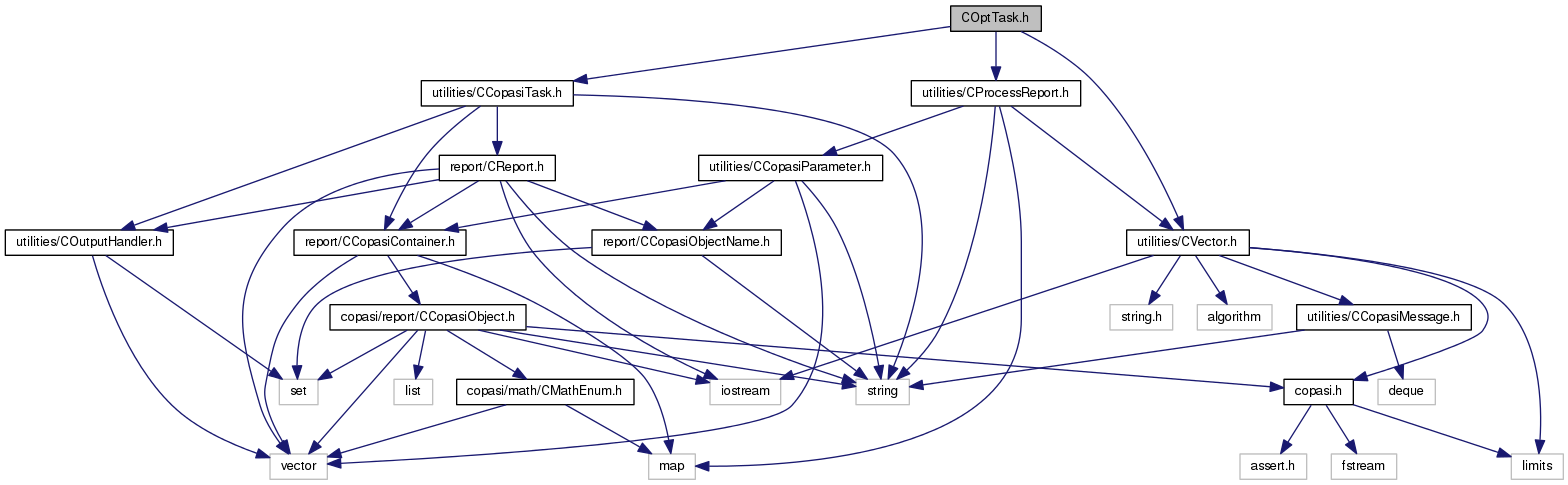 COptTask.h
utilities/CCopasiTask.h
utilities/CProcessReport.h
report/CReport.h
utilities/CCopasiParameter.h
utilities/COutputHandler.h
report/CCopasiContainer.h
report/CCopasiObjectName.h
utilities/CVector.h
copasi/report/CCopasiObject.h
string.h
algorithm
utilities/CCopasiMessage.h
set
list
copasi/math/CMathEnum.h
iostream
string
copasi.h
deque
vector
map
assert.h
fstream
limits